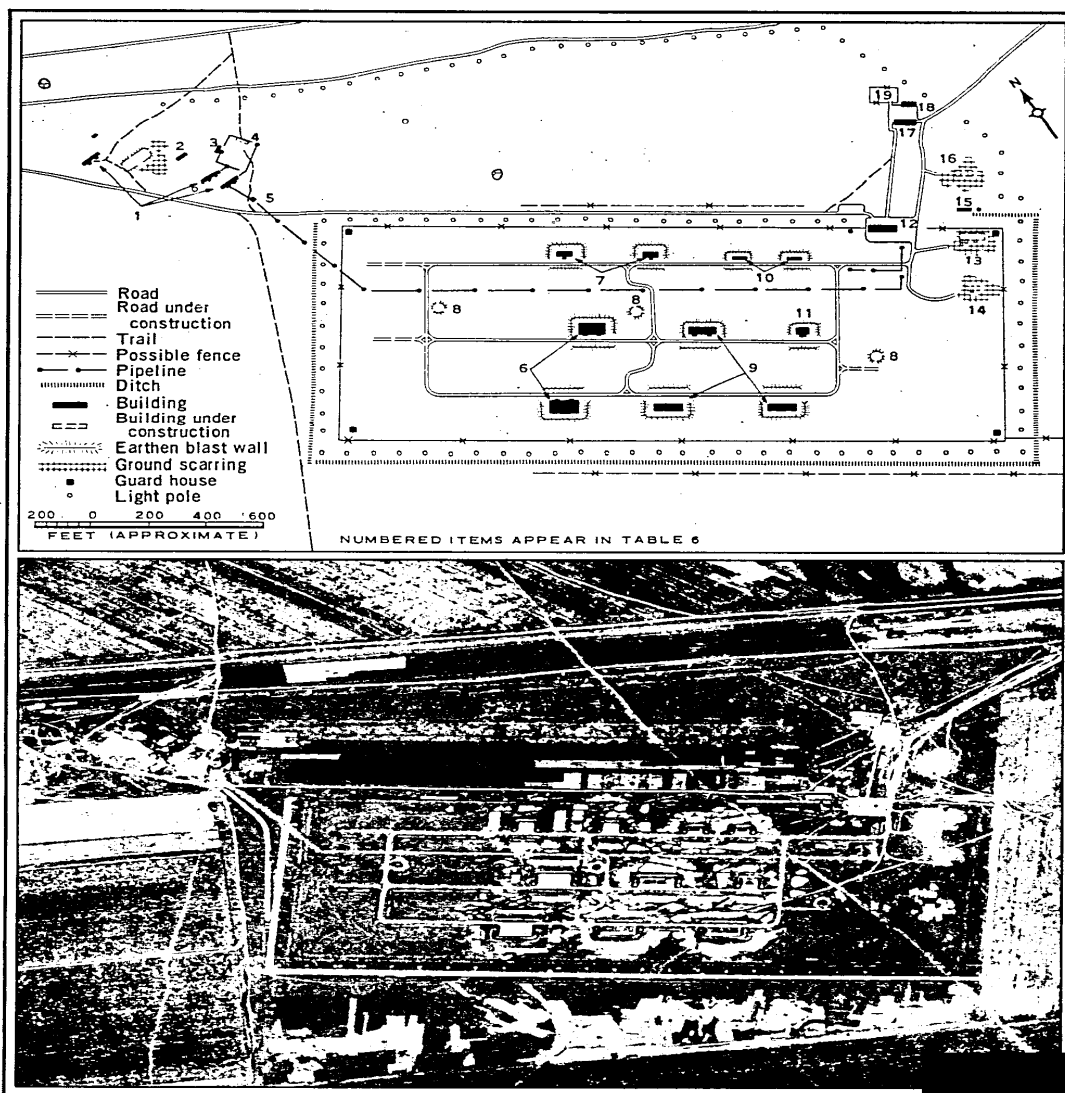 19
18
17
N
3
4
2
16
6
5
15
1
12
13
7
10
14
8
8
11
8
6
9
Road
Road under
construction
Trail
Possible fence
Pipeline
Ditch
Building
Building under
construction
Earthen blast wall
Ground scarring
Guard house
Light pole
200 0 200 400 600
FEET (APPROXIMATE)
NUMBERED ITEMS APPEAR IN TABLE 6